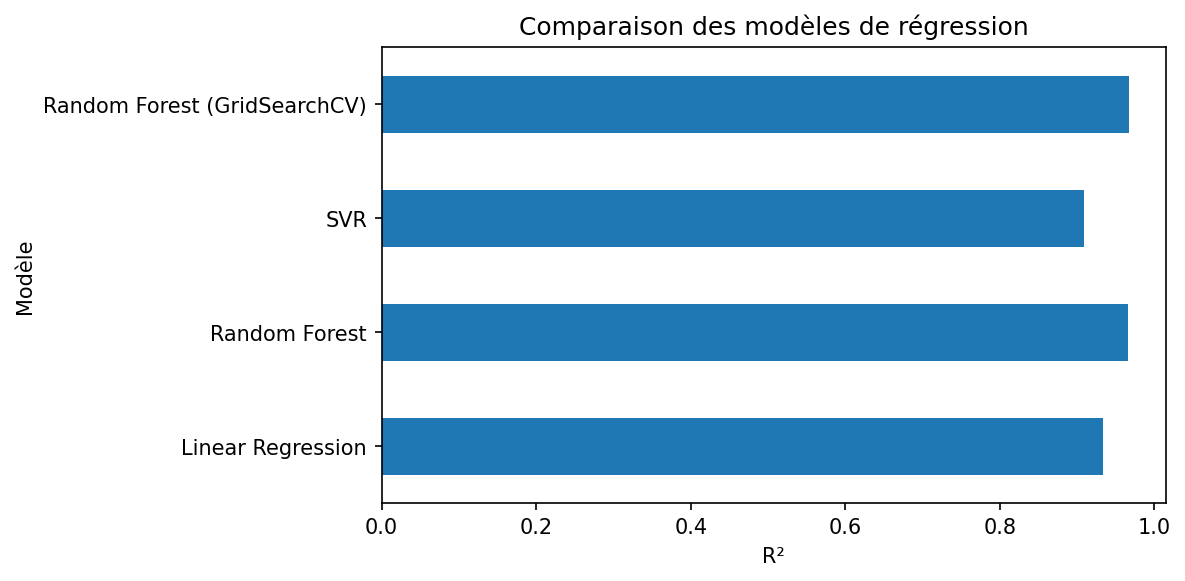 Comparaison des modèles de régression
Random Forest (GridSearchCV)
SVR
Random Forest
Linear Regression
Modèle
0.0 0.2 0.4 0.6 0.8 1.0
R²